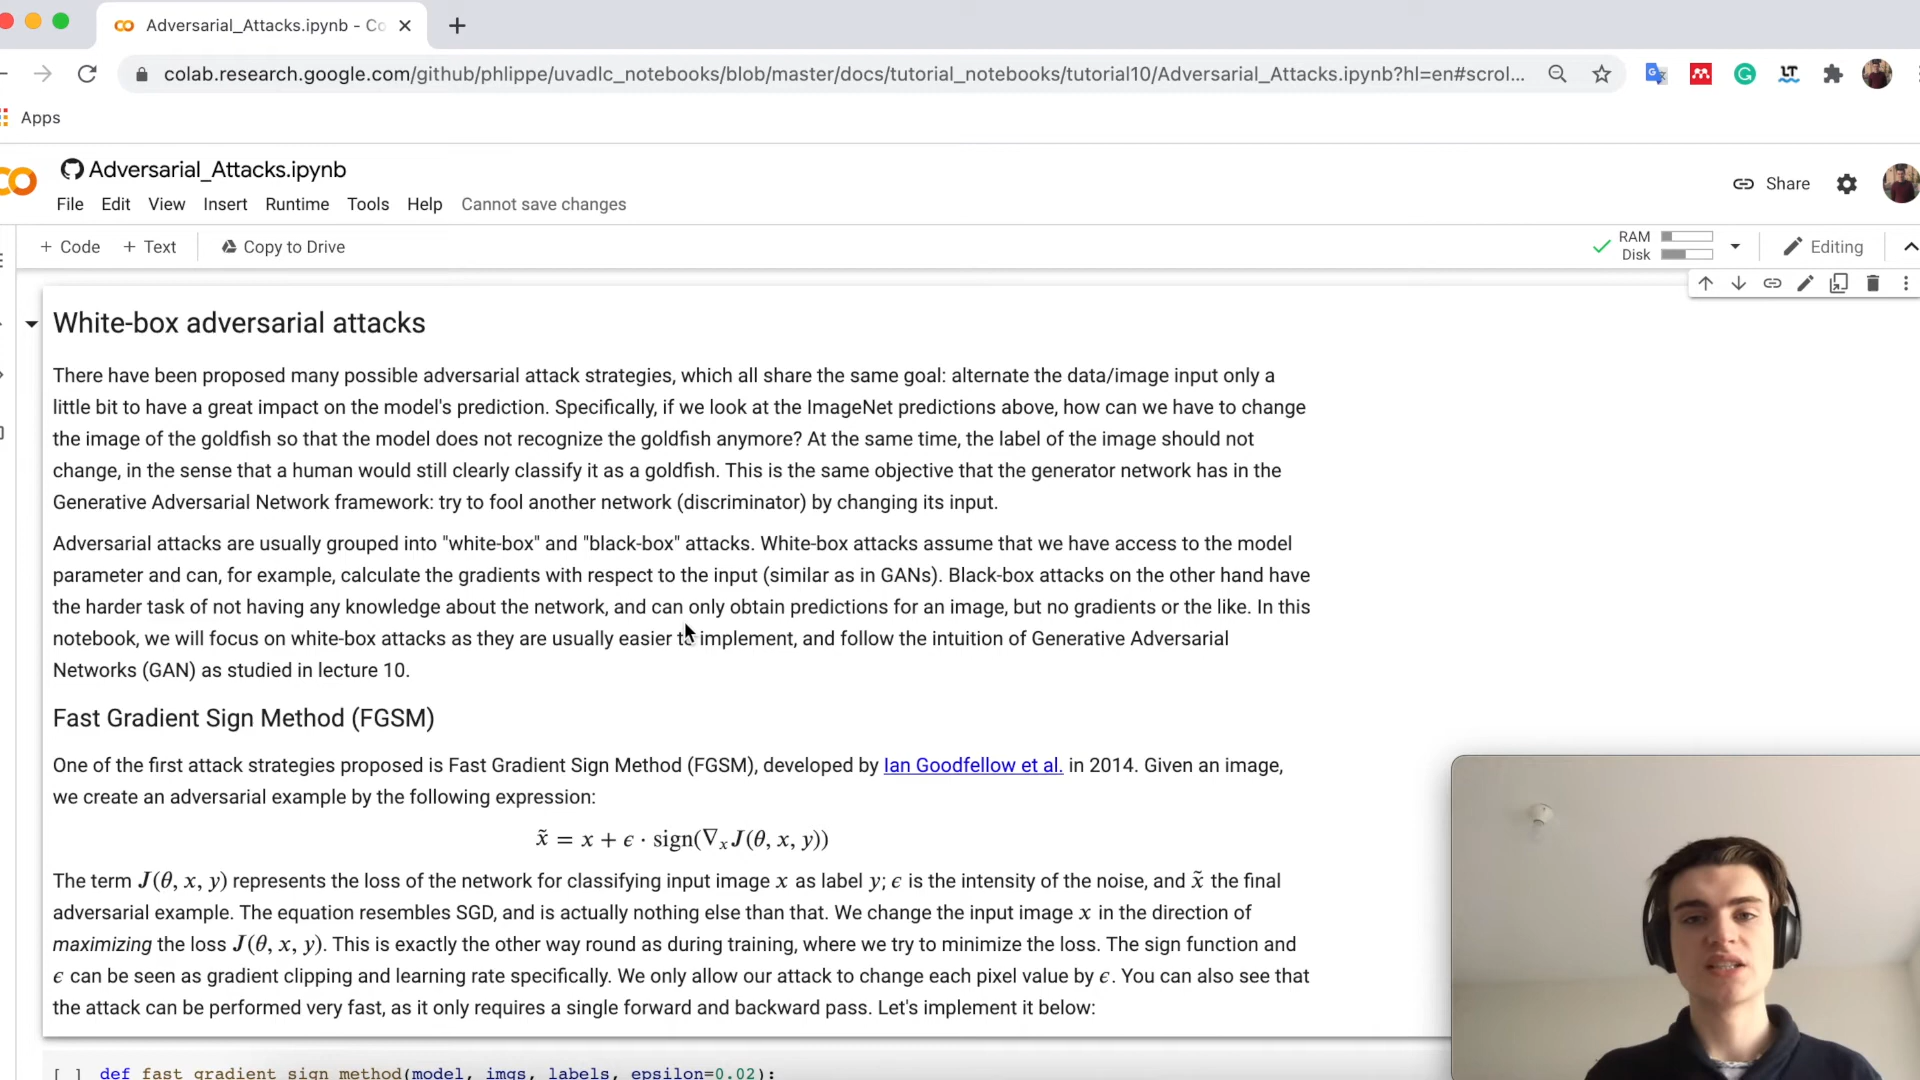 Adversarial_Attacks.ipynb - Co
colab.research.google.com/github/phlippe/uvadlc_notebooks/blob/master/docs/tutorial_notebooks/tutorial10/Adversarial_Attacks.ipynb?hl=en#scrol...
Apps
Adversarial_Attacks.ipynb
Share
File Edit View Insert Runtime Tools Help Cannot save changes
+ Code + Text Copy to Drive
RAM
Disk
Editing
White-box adversarial attacks
There have been proposed many possible adversarial attack strategies, which all share the same goal: alternate the data/image input only a
little bit to have a great impact on the model's prediction. Specifically, if we look at the ImageNet predictions above, how can we have to change
the image of the goldfish so that the model does not recognize the goldfish anymore? At the same time, the label of the image should not
change, in the sense that a human would still clearly classify it as a goldfish. This is the same objective that the generator network has in the
Generative Adversarial Network framework: try to fool another network (discriminator) by changing its input.
Adversarial attacks are usually grouped into "white-box" and "black-box" attacks. White-box attacks assume that we have access to the model
parameter and can, for example, calculate the gradients with respect to the input (similar as in GANs). Black-box attacks on the other hand have
the harder task of not having any knowledge about the network, and can only obtain predictions for an image, but no gradients or the like. In this
notebook, we will focus on white-box attacks as they are usually easier to implement, and follow the intuition of Generative Adversarial
Networks (GAN) as studied in lecture 10.
Fast Gradient Sign Method (FGSM)
One of the first attack strategies proposed is Fast Gradient Sign Method (FGSM), developed by Ian Goodfellow et al. in 2014. Given an image,
we create an adversarial example by the following expression:
x̃ = x + ϵ · sign(∇ₓJ(θ, x, y))
The term J(θ, x, y) represents the loss of the network for classifying input image x as label y; ϵ is the intensity of the noise, and x̃ the final
adversarial example. The equation resembles SGD, and is actually nothing else than that. We change the input image x in the direction of
maximizing the loss J(θ, x, y). This is exactly the other way round as during training, where we try to minimize the loss. The sign function and
ϵ can be seen as gradient clipping and learning rate specifically. We only allow our attack to change each pixel value by ϵ. You can also see that
the attack can be performed very fast, as it only requires a single forward and backward pass. Let's implement it below:
[ ] def fast_gradient_sign_method(model, imgs, labels, epsilon=0.02):